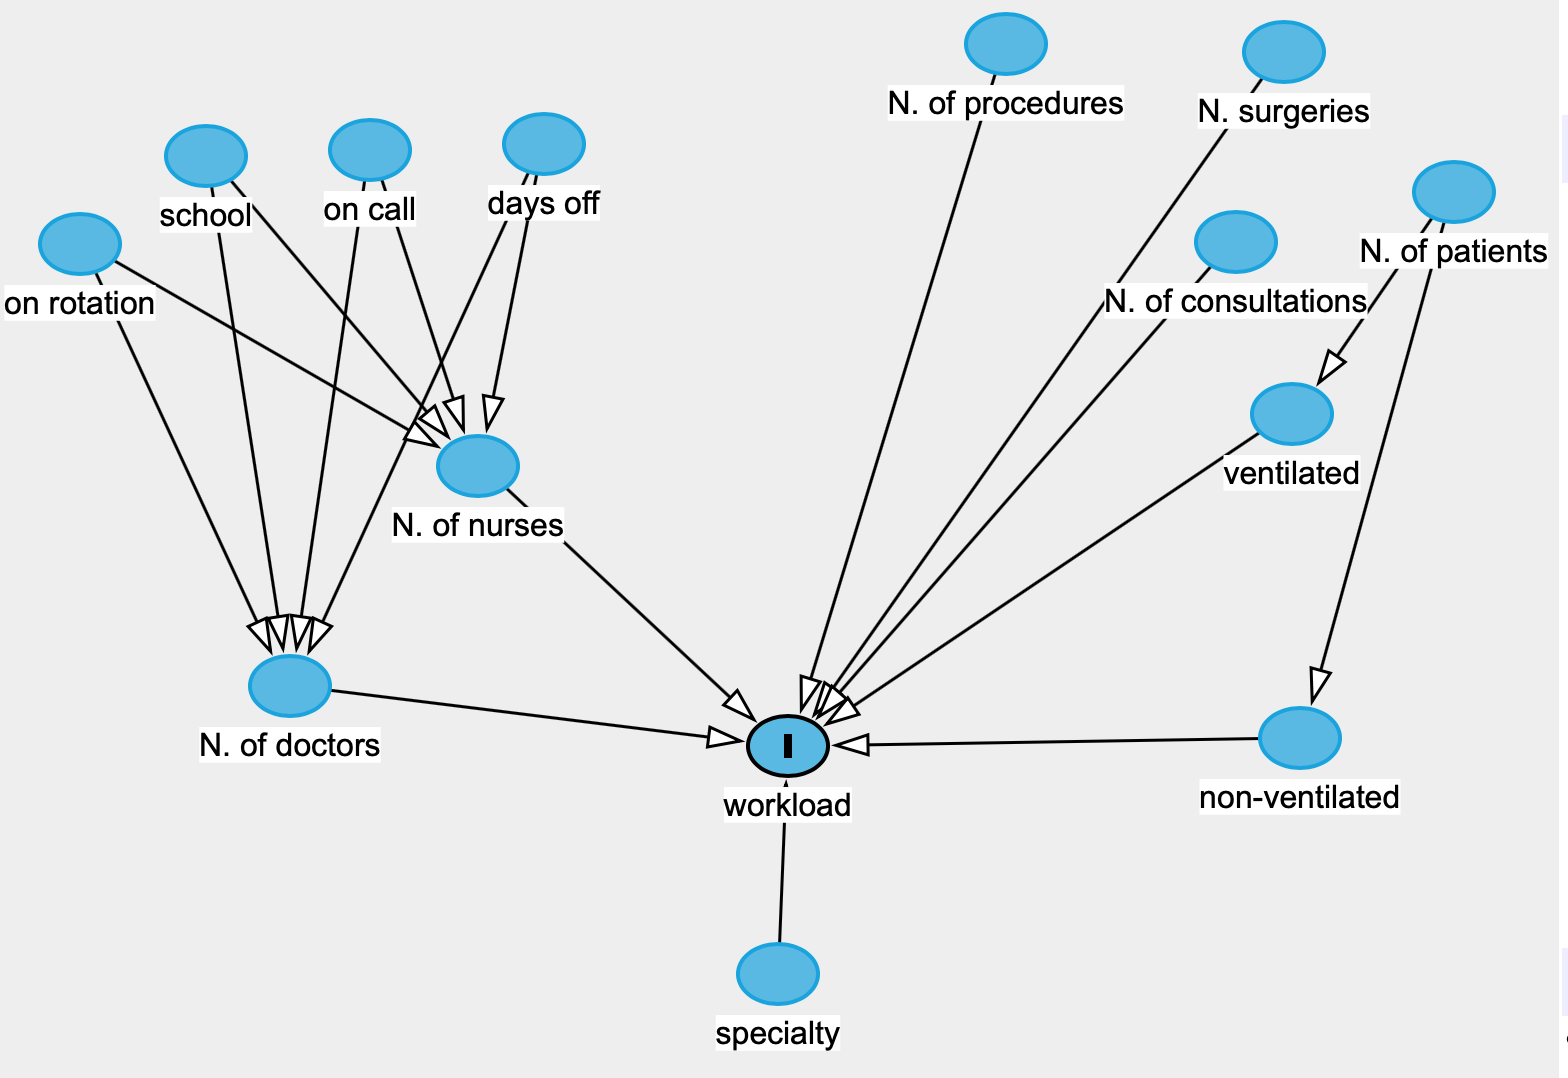 N. of procedures
N. surgeries
school
on call
days off
N. of patients
on rotation
N. of consultations
ventilated
N. of nurses
N. of doctors
I
workload
non-ventilated
specialty